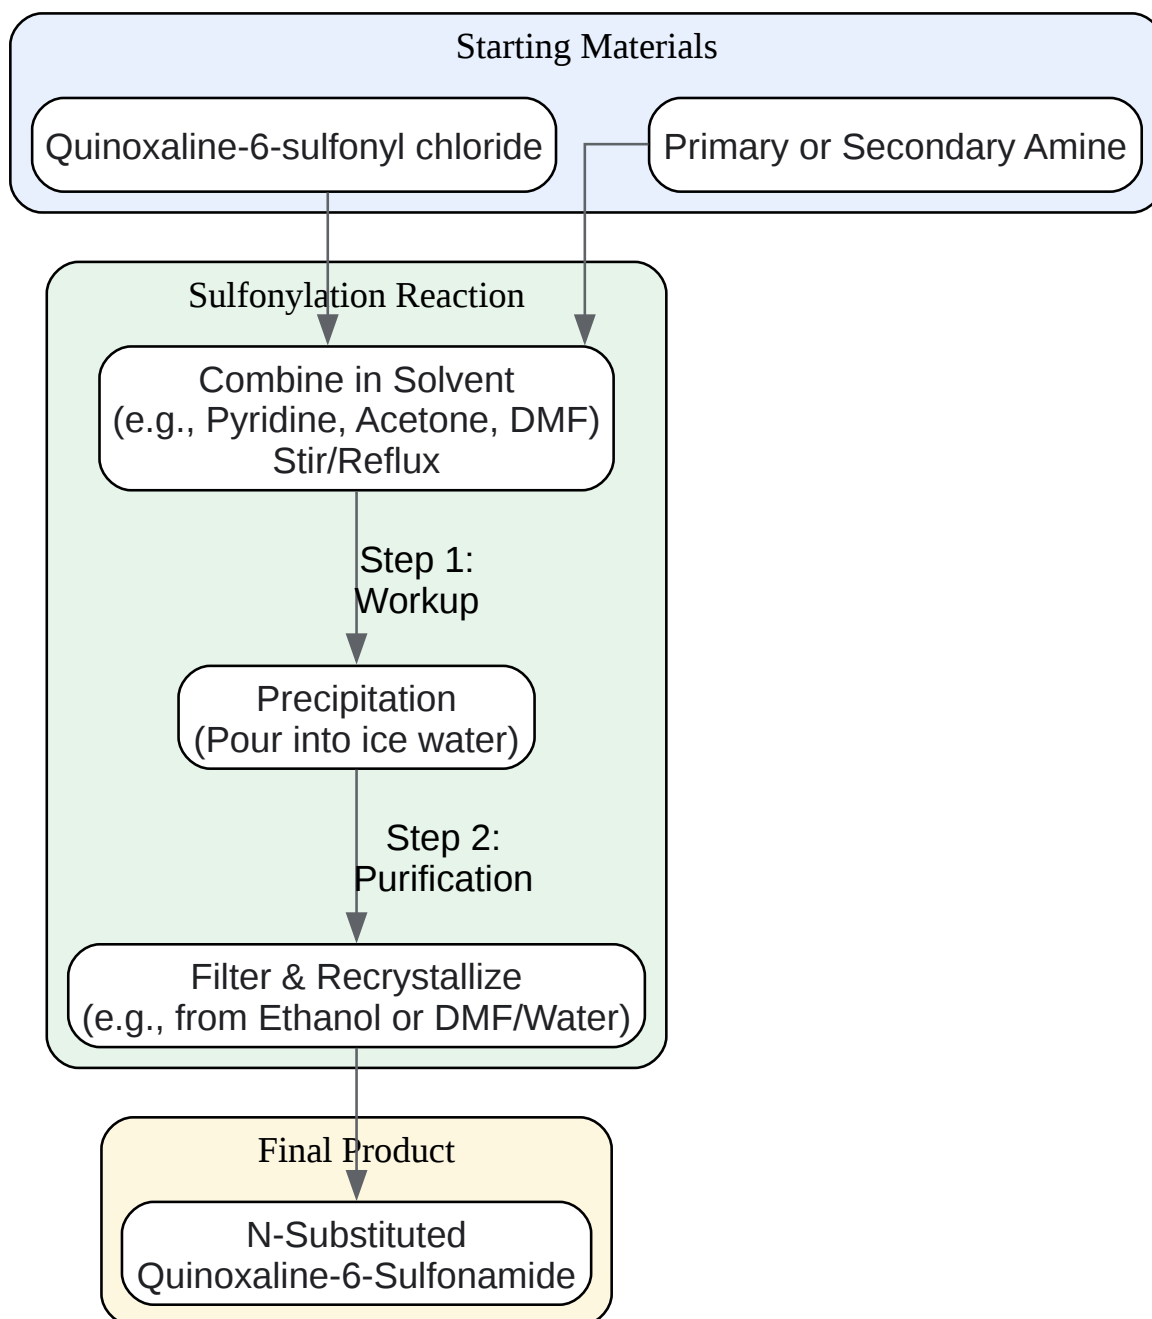 Starting Materials
Quinoxaline-6-sulfonyl chloride
Primary or Secondary Amine
Sulfonylation Reaction
Combine in Solvent
(e.g., Pyridine, Acetone, DMF)
Stir/Reflux
Step 1:
Workup
Precipitation
(Pour into ice water)
Step 2:
Purification
Filter & Recrystallize
(e.g., from Ethanol or DMF/Water)
Final Product
N-Substituted
Quinoxaline-6-Sulfonamide